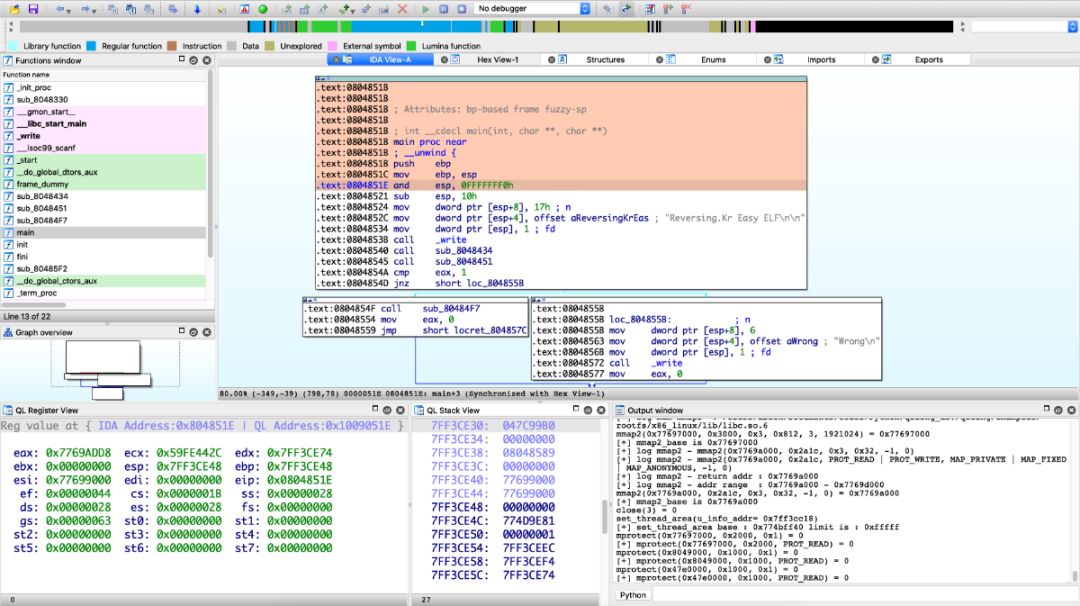 No debugger
Library function Regular function Instruction Data Unexplored External symbol Lumina function
Functions window
Function name
_init_proc
sub_8048330
__gmon_start__
___libc_start_main
_write
___isoc99_scanf
_start
__do_global_dtors_aux
frame_dummy
sub_8048434
sub_8048451
sub_80484F7
main
init
fini
sub_80485F2
__do_global_ctors_aux
_term_proc
Line 13 of 22
Graph overview
IDA View-A Hex View-1 Structures Enums Imports Exports
.text:0804851B
.text:0804851B
.text:0804851B ; Attributes: bp-based frame fuzzy-sp
.text:0804851B
.text:0804851B ; int __cdecl main(int, char **, char **)
.text:0804851B main proc near
.text:0804851B ; __unwind {
.text:0804851B push ebp
.text:0804851C mov ebp, esp
.text:0804851E and esp, 0FFFFFFF0h
.text:08048521 sub esp, 10h
.text:08048524 mov dword ptr [esp+8], 17h ; n
.text:0804852C mov dword ptr [esp+4], offset aReversingKrEas ; "Reversing.Kr Easy ELF\n\n"
.text:08048534 mov dword ptr [esp], 1 ; fd
.text:0804853B call _write
.text:08048540 call sub_8048434
.text:08048545 call sub_8048451
.text:0804854A cmp eax, 1
.text:0804854D jnz short loc_804855B
.text:0804854F call sub_80484F7
.text:08048554 mov eax, 0
.text:08048559 jmp short locret_804857C
.text:0804855B
.text:0804855B loc_804855B: ; n
.text:0804855B mov dword ptr [esp+8], 6
.text:08048563 mov dword ptr [esp+4], offset aWrong ; "Wrong\n"
.text:0804856B mov dword ptr [esp], 1 ; fd
.text:08048572 call _write
.text:08048577 mov eax, 0
80.00% (-349,-39) (798,78) 0000051E 0804851E: main+3 (Synchronized with Hex View-1)
QL Register View
Reg value at { IDA Address:0x804851E | QL Address:0x1009051E }
eax: 0x7769ADD8 ecx: 0x59FE442C edx: 0x7FF3CE74
ebx: 0x00000000 esp: 0x7FF3CE48 ebp: 0x7FF3CE48
esi: 0x77699000 edi: 0x00000000 eip: 0x0804851E
ef: 0x00000044 cs: 0x0000001B ss: 0x00000028
ds: 0x00000028 es: 0x00000028 fs: 0x00000000
gs: 0x00000063 st0: 0x00000000 st1: 0x00000000
st2: 0x00000000 st3: 0x00000000 st4: 0x00000000
st5: 0x00000000 st6: 0x00000000 st7: 0x00000000
0
QL Stack View
7FF3CE30: 047C99B0
7FF3CE34: 00000000
7FF3CE38: 08048589
7FF3CE3C: 00000000
7FF3CE40: 77699000
7FF3CE44: 77699000
7FF3CE48: 00000000
7FF3CE4C: 774D9E81
7FF3CE50: 00000001
7FF3CE54: 7FF3CEEC
7FF3CE58: 7FF3CEF4
7FF3CE5C: 7FF3CE74
27
Output window
rootfs/x86_linux/lib/libc.so.6
mmap2(0x77697000, 0x3000, 0x3, 0x812, 3, 1921024) = 0x77697000
[+] mmap2_base is 0x77697000
[+] log mmap2 - mmap2(0x7769a000, 0x2a1c, 0x3, 0x32, -1, 0)
[+] log mmap2 - mmap2(0x7769a000, 0x2a1c, PROT_READ | PROT_WRITE, MAP_PRIVATE | MAP_FIXED
| MAP_ANONYMOUS, -1, 0)
[+] log mmap2 - return addr : 0x7769a000
[+] log mmap2 - addr range : 0x7769a000 - 0x7769d000
mmap2(0x7769a000, 0x2a1c, 0x3, 0x32, -1, 0) = 0x7769a000
[+] mmap2_base is 0x7769a000
close(3) = 0
set_thread_area(u_info_addr= 0x7ff3cc18)
[+] set_thread_area base : 0x774bff40 limit is : 0xfffff
mprotect(0x77697000, 0x2000, 0x1) = 0
[+] mprotect(0x77697000, 0x2000, PROT_READ) = 0
mprotect(0x8049000, 0x1000, 0x1) = 0
[+] mprotect(0x8049000, 0x1000, PROT_READ) = 0
mprotect(0x47e0000, 0x1000, 0x1) = 0
[+] mprotect(0x47e0000, 0x1000, PROT_READ) = 0
Python